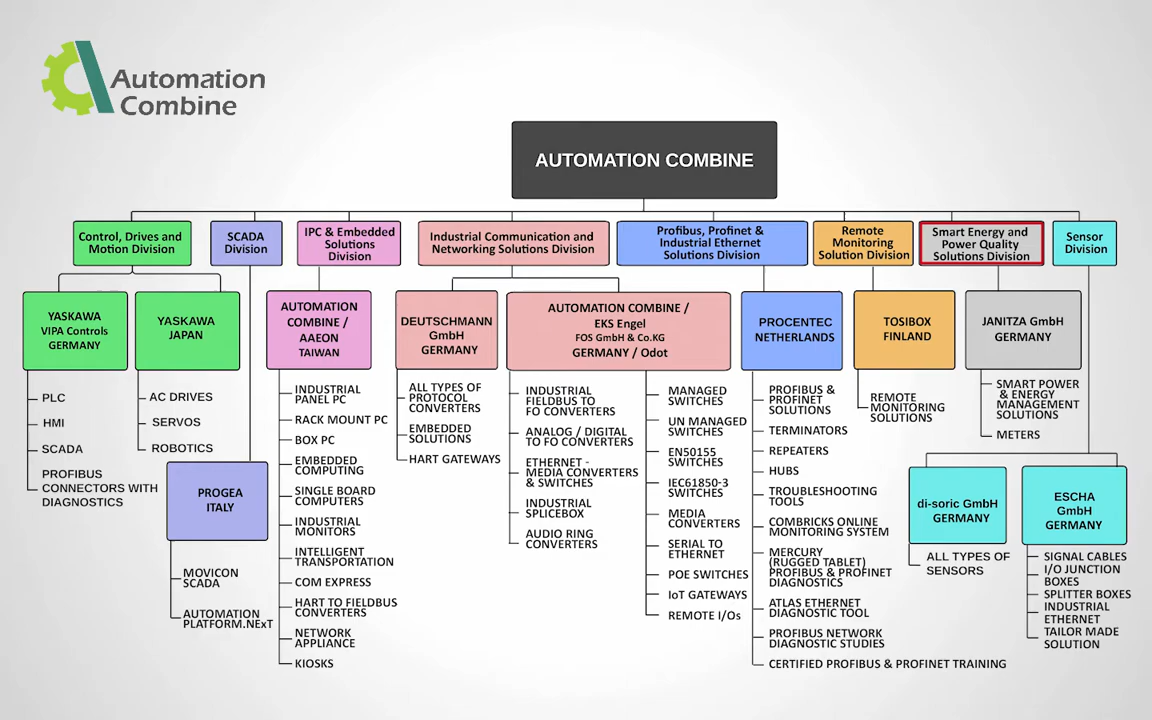 Automation
Combine
AUTOMATION COMBINE
Control, Drives and
Motion Division
SCADA
Division
IPC & Embedded
Solutions
Division
Industrial Communication and
Networking Solutions Division
Profibus, Profinet &
Industrial Ethernet
Solutions Division
Remote
Monitoring
Solution Division
Smart Energy and
Power Quality
Solutions Division
Sensor
Division
YASKAWA
VIPA Controls
GERMANY
PLC
HMI
SCADA
PROFIBUS
CONNECTORS WITH
DIAGNOSTICS
YASKAWA
JAPAN
AC DRIVES
SERVOS
ROBOTICS
PROGEA
ITALY
MOVICON
SCADA
AUTOMATION
PLATFORM.NExT
AUTOMATION
COMBINE /
AAEON
TAIWAN
INDUSTRIAL
PANEL PC
RACK MOUNT PC
BOX PC
EMBEDDED
COMPUTING
SINGLE BOARD
COMPUTERS
INDUSTRIAL
MONITORS
INTELLIGENT
TRANSPORTATION
COM EXPRESS
HART TO FIELDBUS
CONVERTERS
NETWORK
APPLIANCE
KIOSKS
DEUTSCHMANN
GmbH
GERMANY
ALL TYPES OF
PROTOCOL
CONVERTERS
EMBEDDED
SOLUTIONS
HART GATEWAYS
AUTOMATION COMBINE /
EKS Engel
FOS GmbH & Co.KG
GERMANY / Odot
INDUSTRIAL
FIELDBUS TO
FO CONVERTERS
ANALOG / DIGITAL
TO FO CONVERTERS
ETHERNET -
MEDIA CONVERTERS
& SWITCHES
INDUSTRIAL
SPLICEBOX
AUDIO RING
CONVERTERS
MANAGED
SWITCHES
UN MANAGED
SWITCHES
EN50155
SWITCHES
IEC61850-3
SWITCHES
MEDIA
CONVERTERS
SERIAL TO
ETHERNET
POE SWITCHES
IoT GATEWAYS
REMOTE I/Os
PROCENTEC
NETHERLANDS
PROFIBUS &
PROFINET
SOLUTIONS
TERMINATORS
REPEATERS
HUBS
TROUBLESHOOTING
TOOLS
COMBRICKS ONLINE
MONITORING SYSTEM
MERCURY
(RUGGED TABLET)
PROFIBUS & PROFINET
DIAGNOSTICS
ATLAS ETHERNET
DIAGNOSTIC TOOL
PROFIBUS NETWORK
DIAGNOSTIC STUDIES
CERTIFIED PROFIBUS & PROFINET TRAINING
TOSIBOX
FINLAND
REMOTE
MONITORING
SOLUTIONS
JANITZA GmbH
GERMANY
SMART POWER
& ENERGY
MANAGEMENT
SOLUTIONS
METERS
di-soric GmbH
GERMANY
ALL TYPES OF
SENSORS
ESCHA
GmbH
GERMANY
SIGNAL CABLES
I/O JUNCTION
BOXES
SPLITTER BOXES
INDUSTRIAL
ETHERNET
TAILOR MADE
SOLUTION